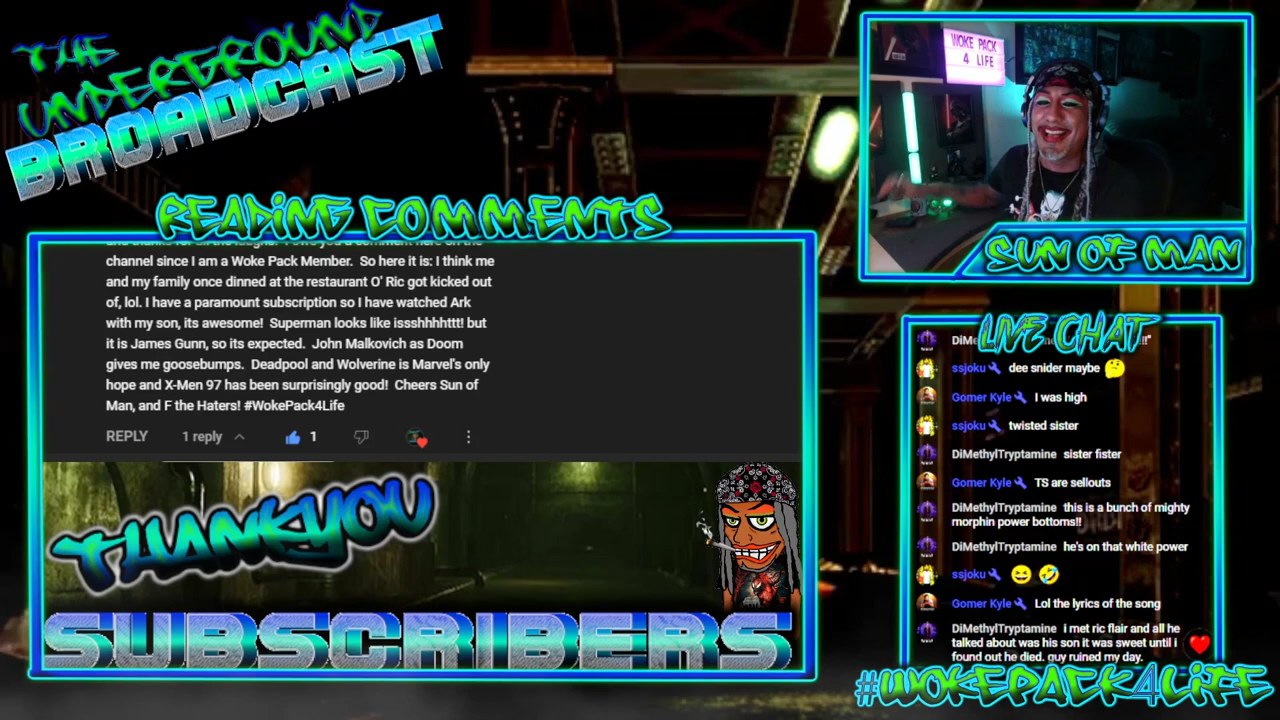 THE
UNDERGROUND
BROADCAST
WOKE PACK
4 LIFE
SUN OF MAN
READING COMMENTS
channel since I am a Woke Pack Member. So here it is: I think me
and my family once dinned at the restaurant O' Ric got kicked out
of, lol. I have a paramount subscription so I have watched Ark
with my son, its awesome! Superman looks like isshhhhttt! but
it is James Gunn, so its expected. John Malkovich as Doom
gives me goosebumps. Deadpool and Wolverine is Marvel's only
hope and X-Men 97 has been surprisingly good! Cheers Sun of
Man, and F the Haters! #WokePack4Life
REPLY 1 reply 1
THANKYOU
SUBSCRIBERS
LIVE CHAT
DiMe !!"
ssjoku dee snider maybe 🤔
Gomer Kyle I was high
ssjoku twisted sister
DiMethylTryptamine sister fister
Gomer Kyle TS are sellouts
DiMethylTryptamine this is a bunch of mighty
morphin power bottoms!!
DiMethylTryptamine he's on that white power
ssjoku 😆 🤣
Gomer Kyle Lol the lyrics of the song
DiMethylTryptamine i met ric flair and all he
talked about was his son it was sweet until i
found out he died. guy ruined my day.
#WOKEPACK4LIFE